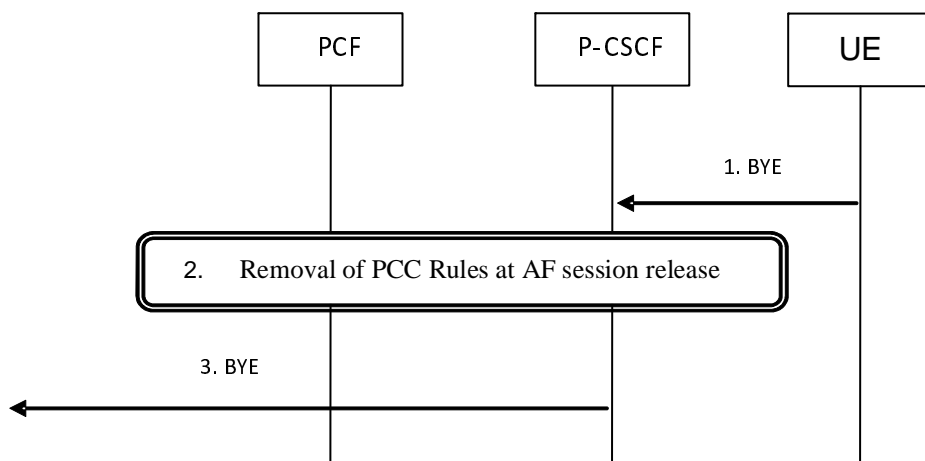 PCF
P-CSCF
UE
1. BYE
2. Removal of PCC Rules at AF session release
3. BYE